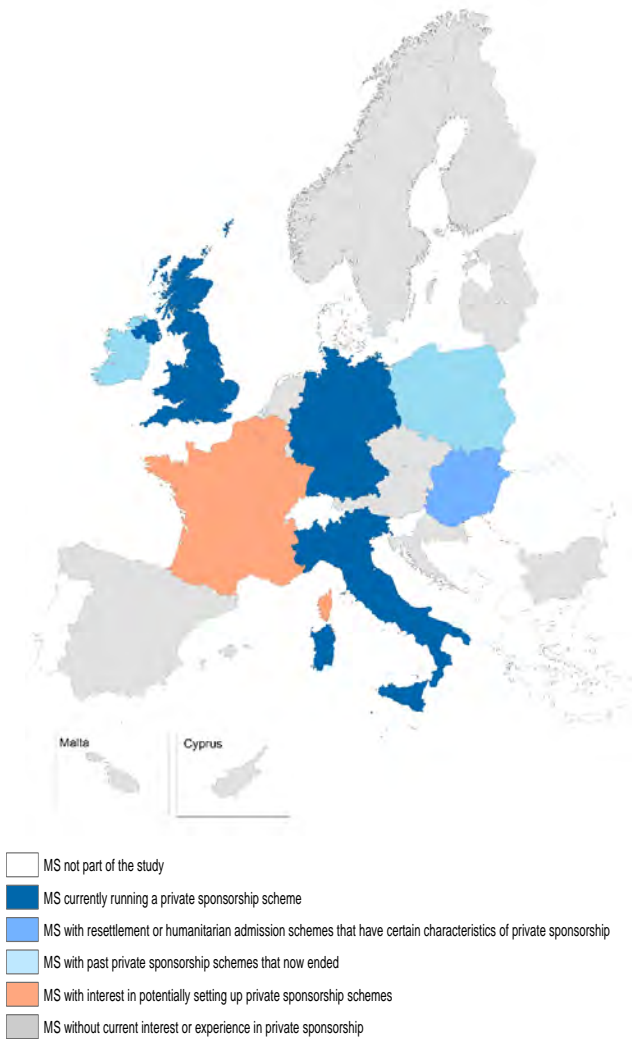 Malta
Cyprus
MS not part of the study
MS currently running a private sponsorship scheme
MS with resettlement or humanitarian admission schemes that have certain characteristics of private sponsorship
MS with past private sponsorship schemes that now ended
MS with interest in potentially setting up private sponsorship schemes
MS without current interest or experience in private sponsorship